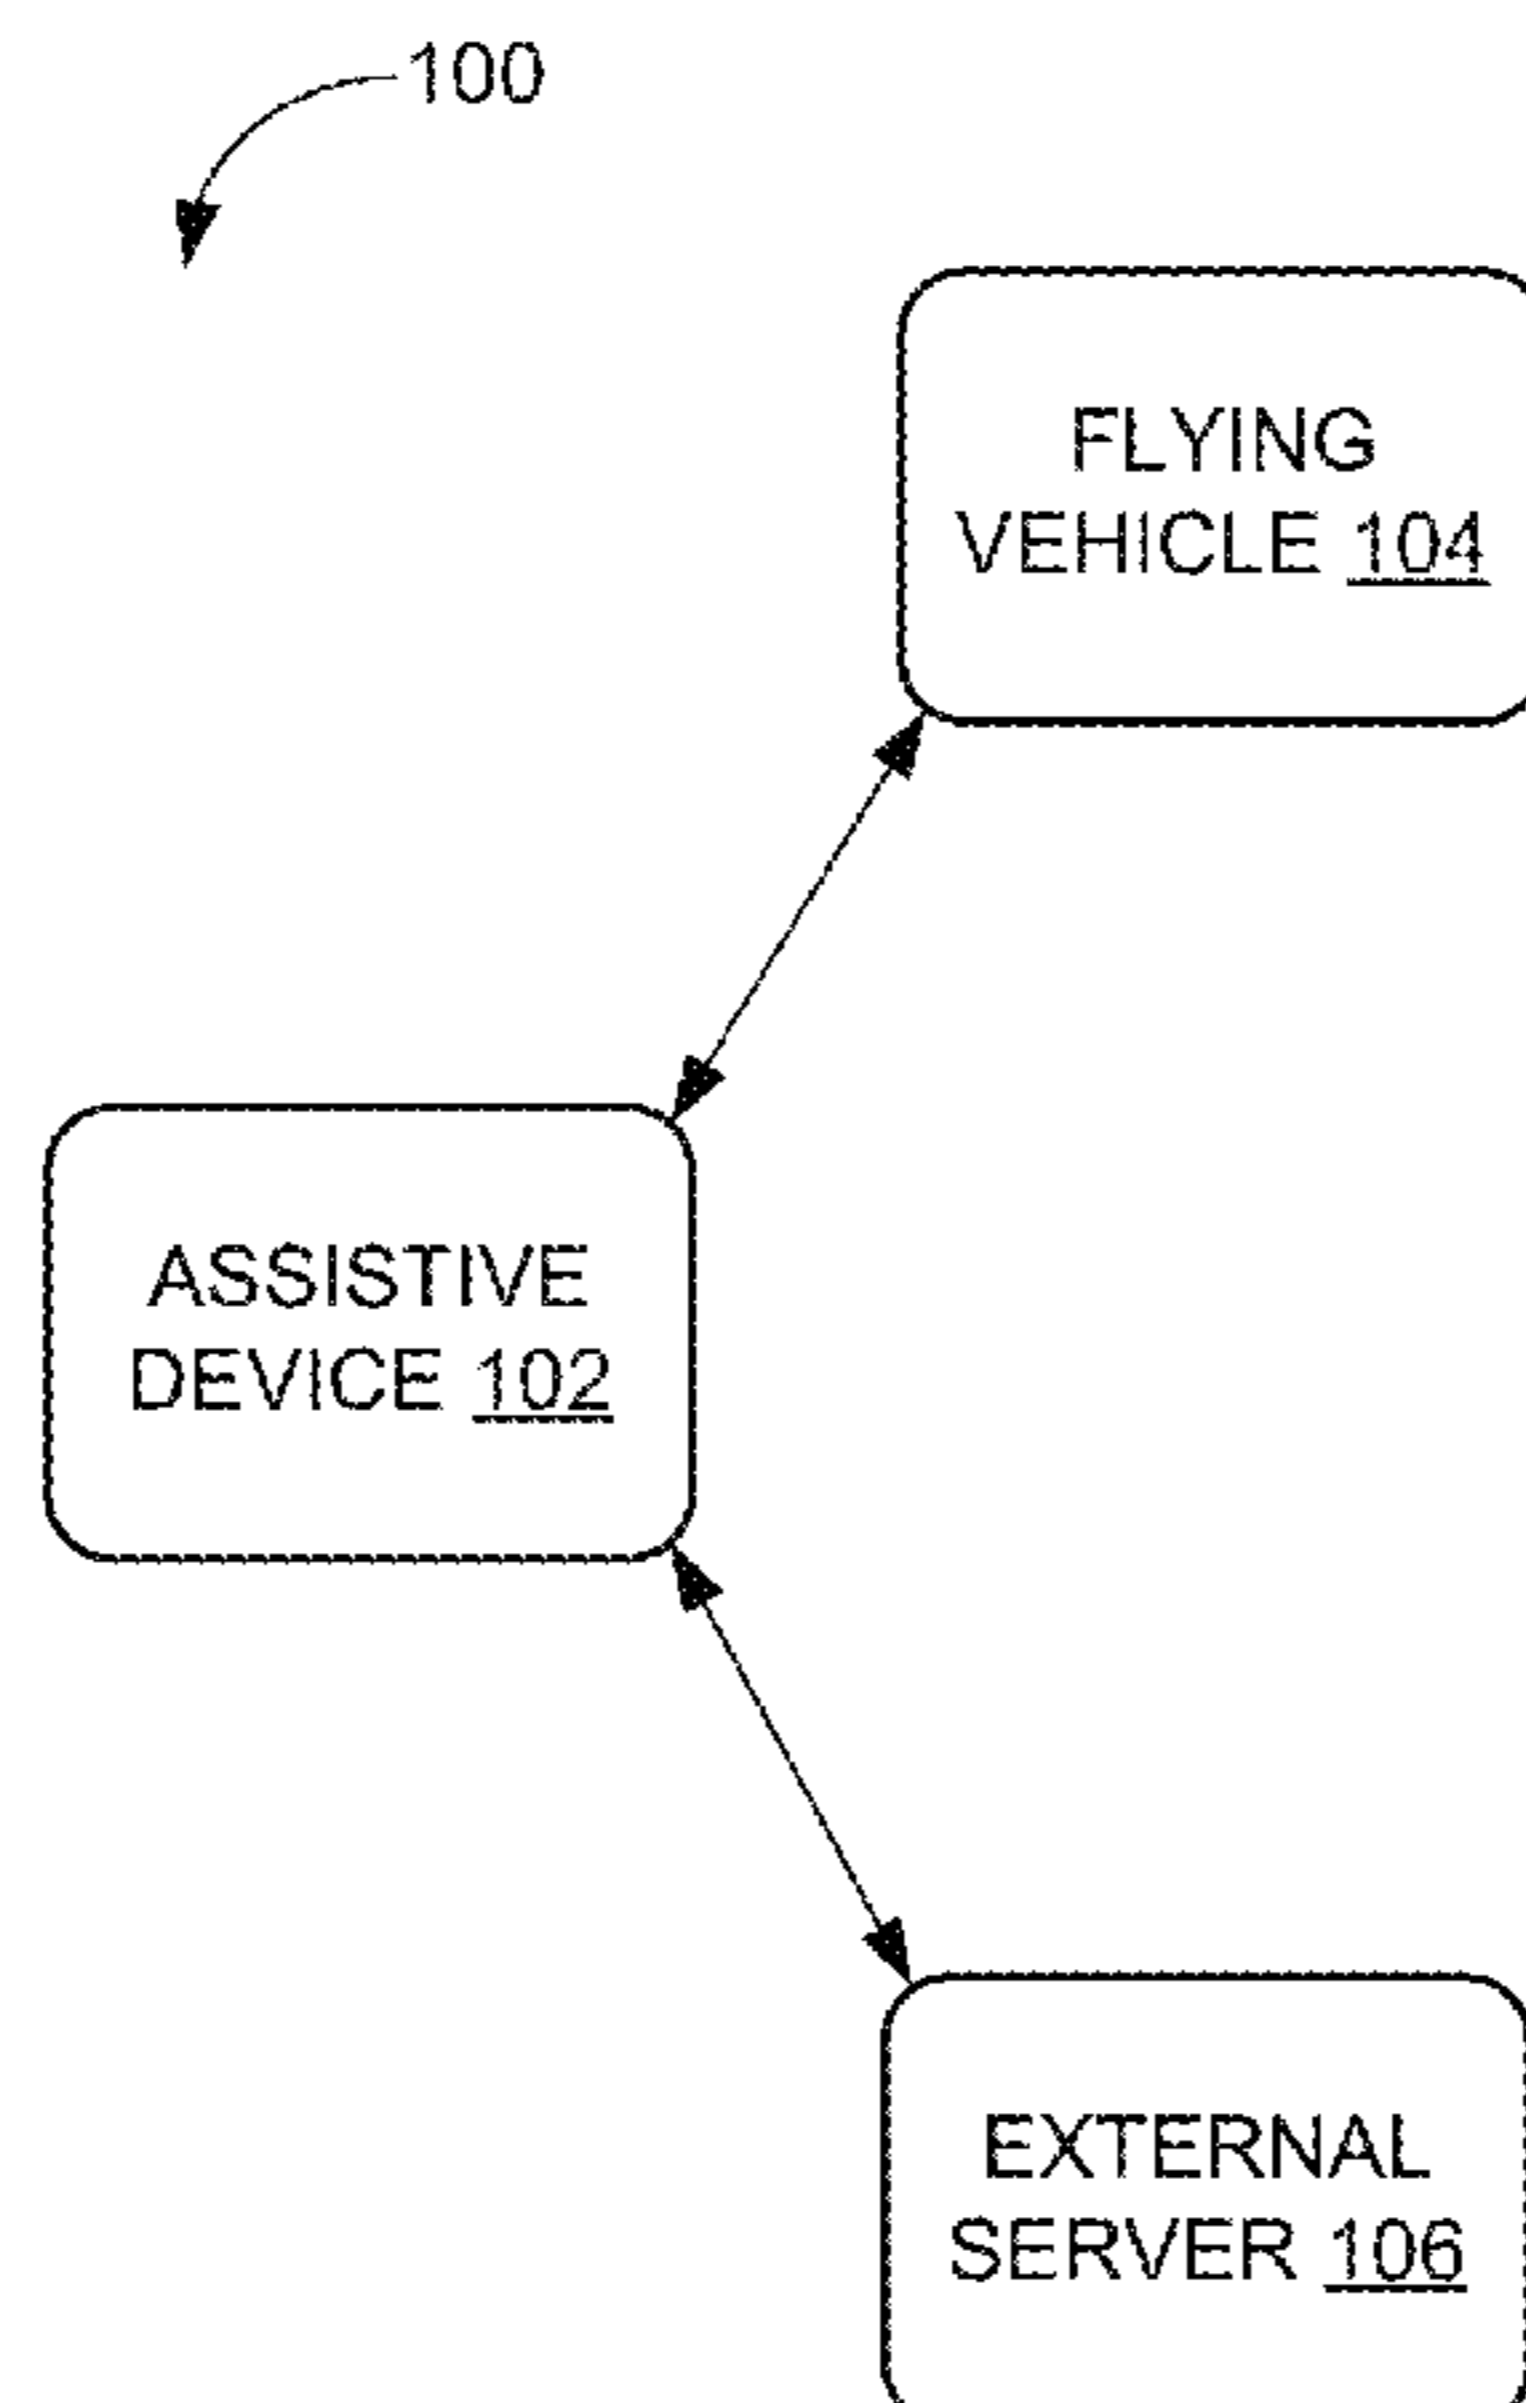 100
FLYING
VEHICLE 104
ASSISTIVE
DEVICE 102
EXTERNAL
SERVER 106